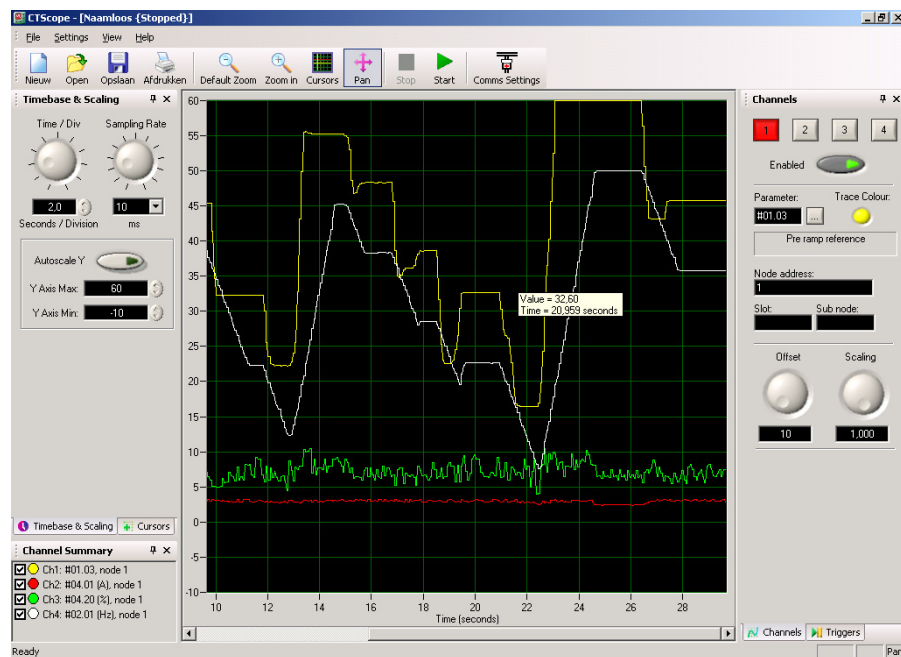 CTScope - [Naamloos {Stopped}]
File Settings View Help
Nieuw Open Opslaan Afdrukken Default Zoom Zoom in Cursors Pan Stop Start Comms Settings
Timebase & Scaling
Time / Div Sampling Rate
2,0 10
Seconds / Division ms
Autoscale Y
Y Axis Max: 60
Y Axis Min: -10
Timebase & Scaling Cursors
Channel Summary
Ch1: #01.03, node 1
Ch2: #04.01 (A), node 1
Ch3: #04.20 (%), node 1
Ch4: #02.01 (Hz), node 1
60
55
50
45
40
35
30
25
20
15
10
5
0
-5
-10
Value = 32,60
Time = 20,959 seconds
10 12 14 16 18 20 22 24 26 28
Time (seconds)
Channels
1 2 3 4
Enabled
Parameter: Trace Colour:
#01.03 ...
Pre ramp reference
Node address:
1
Slot: Sub node:
Offset Scaling
10 1,000
Channels Triggers
Ready Pan